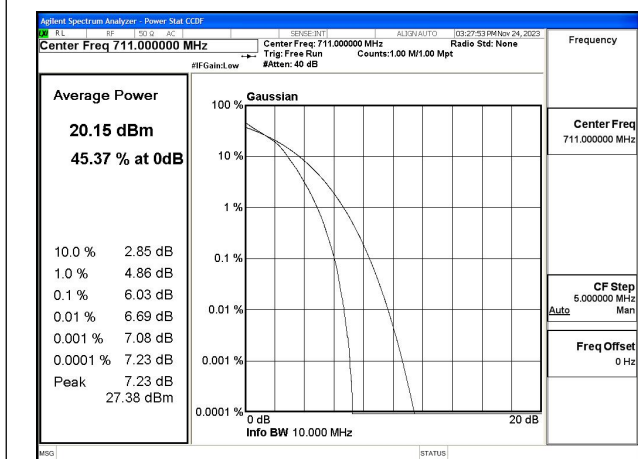 Agilent Spectrum Analyzer - Power Stat CCDF
LXI RL RF 50 Ω AC SENSE:INT ALIGN AUTO 03:27:53 PM Nov 24, 2023
Center Freq 711.000000 MHz
Center Freq: 711.000000 MHz Radio Std: None
Trig: Free Run Counts:1.00 M/1.00 Mpt
#IFGain:Low #Atten: 40 dB
Frequency
Average Power
20.15 dBm
45.37 % at 0dB
10.0 % 2.85 dB
1.0 % 4.86 dB
0.1 % 6.03 dB
0.01 % 6.69 dB
0.001 % 7.08 dB
0.0001 % 7.23 dB
Peak 7.23 dB
27.38 dBm
Gaussian
100 %
10 %
1 %
0.1 %
0.01 %
0.001 %
0.0001 %
0 dB 20 dB
Info BW 10.000 MHz
Center Freq
711.000000 MHz
CF Step
5.000000 MHz
Auto Man
Freq Offset
0 Hz
MSG STATUS